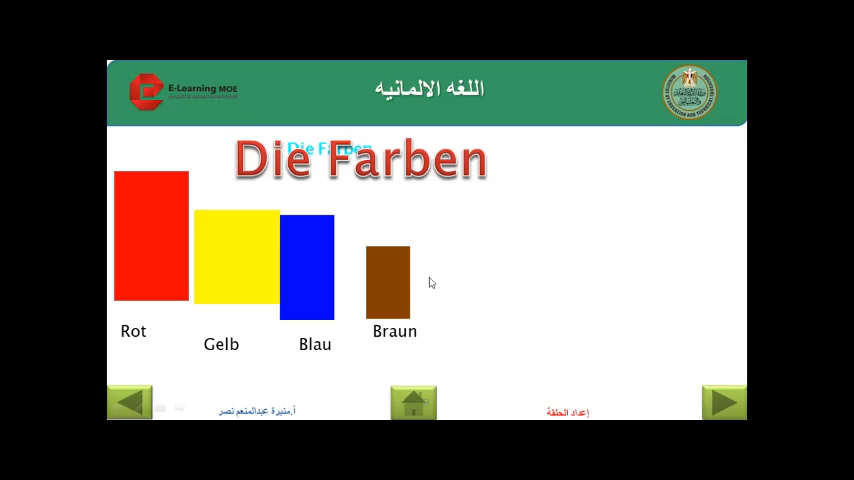 E-Learning MOE
اللغه الالمانيه
Die Farben
Die Farben
Rot
Gelb
Blau
Braun
أ.منيرة عبدالمنعم نصر
إعداد الحلقة